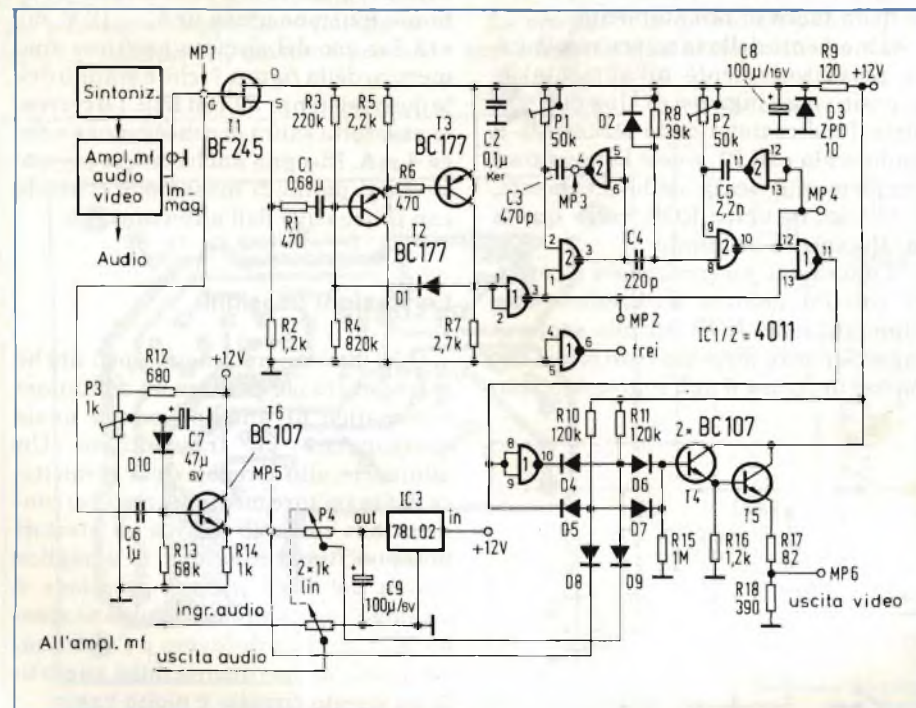 MP1
Sintoniz.
G
D
S
T1
BF245
Ampl.mf
audio
video
Im-
mag.
Audio
C1
0,68µ
R1
470
R3
220k
R5
2,2k
R6
470
T3
BC177
T2
BC177
C2
0,1µ
Ker
C3
470p
P1
50k
MP3
D2
R8
39k
P2
50k
C8
100µ/16V
R9
120
+12V
D3
ZPD
10
C5
2,2n
MP4
C4
220p
MP2
IC1/2 = 4011
frei
D1
R2
1,2k
R4
820k
R7
2,7k
R12
680
+12V
P3
1k
D10
C7
47µ
6V
T6
BC107
MP5
C6
1µ
R13
68k
R14
1k
P4
2×1k
lin
out
IC3
78L02
in
+12V
C9
100µ/6V
R10
120k
R11
120k
2× BC107
D4
D6
D5
D7
D8
D9
R15
1M
T4
R16
1,2k
T5
R17
82
MP6
R18
390
uscita video
ingr.audio
All'ampl. mf
uscita audio